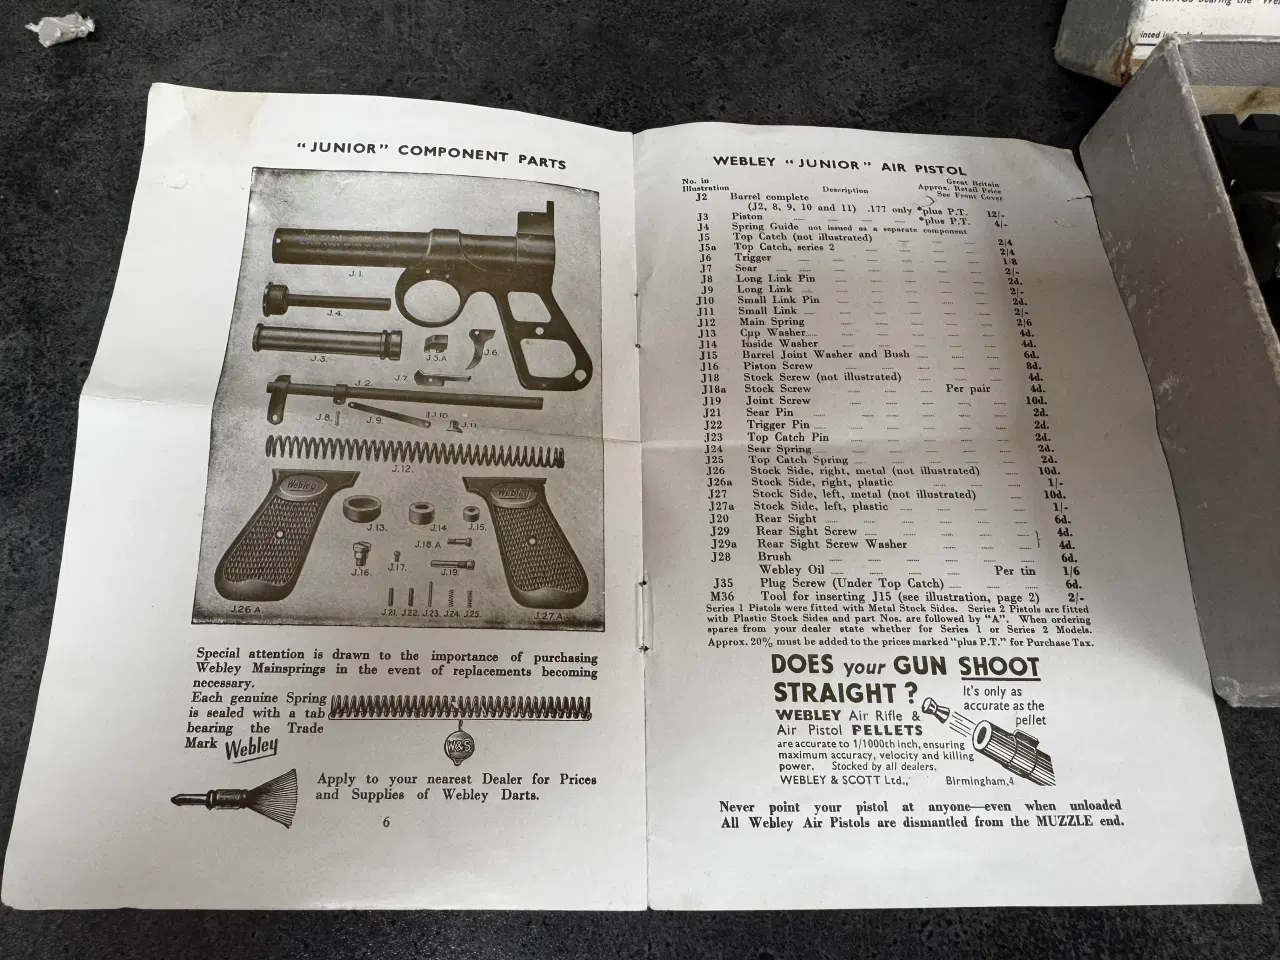 "JUNIOR" COMPONENT PARTS
J.1.
J.4.
J.3.
J.5.A
J.6.
J.7.
J.2.
J.8.
J.9.
J.10.
J.11.
J.12.
Webley
Webley
J.13.
J.14.
J.15.
J.18.A
J.16.
J.17.
J.19.
J.21. J.22. J.23. J.24. J.25.
J.26 A.
J.27.A.
Special attention is drawn to the importance of purchasing
Webley Mainsprings in the event of replacements becoming
necessary.
Each genuine Spring
is sealed with a tab
bearing the Trade
Mark Webley
W&S
Apply to your nearest Dealer for Prices
and Supplies of Webley Darts.
6
WEBLEY "JUNIOR" AIR PISTOL
No. in Illustration Description Great Britain Approx. Retail Price See Front Cover
J2 Barrel complete
(J2, 8, 9, 10 and 11) .177 only *plus P.T. 12/-
J3 Piston *plus P.T. 4/-
J4 Spring Guide not issued as a separate component
J5 Top Catch (not illustrated) 2/4
J5a Top Catch, series 2 2/4
J6 Trigger 1/8
J7 Sear 2/-
J8 Long Link Pin 2d.
J9 Long Link 2/-
J10 Small Link Pin 2d.
J11 Small Link 2/-
J12 Main Spring 2/6
J13 Cup Washer 4d.
J14 Inside Washer 4d.
J15 Barrel Joint Washer and Bush 6d.
J16 Piston Screw 8d.
J18 Stock Screw (not illustrated) 4d.
J18a Stock Screw Per pair 4d.
J19 Joint Screw 10d.
J21 Sear Pin 2d.
J22 Trigger Pin 2d.
J23 Top Catch Pin 2d.
J24 Sear Spring 2d.
J25 Top Catch Spring 2d.
J26 Stock Side, right, metal (not illustrated) 10d.
J26a Stock Side, right, plastic 1/-
J27 Stock Side, left, metal (not illustrated) 10d.
J27a Stock Side, left, plastic 1/-
J20 Rear Sight 6d.
J29 Rear Sight Screw 4d.
J29a Rear Sight Screw Washer 4d.
J28 Brush 6d.
Webley Oil Per tin 1/6
J35 Plug Screw (Under Top Catch) 6d.
M36 Tool for inserting J15 (see illustration, page 2) 2/-
Series 1 Pistols were fitted with Metal Stock Sides. Series 2 Pistols are fitted
with Plastic Stock Sides and part Nos. are followed by "A". When ordering
spares from your dealer state whether for Series 1 or Series 2 Models.
Approx. 20% must be added to the prices marked "plus P.T." for Purchase Tax.
DOES your GUN SHOOT
STRAIGHT?
It's only as
accurate as the
pellet
WEBLEY Air Rifle &
Air Pistol PELLETS
are accurate to 1/1000th inch, ensuring
maximum accuracy, velocity and killing
power. Stocked by all dealers.
WEBLEY & SCOTT Ltd., Birmingham,4
Never point your pistol at anyone—even when unloaded
All Webley Air Pistols are dismantled from the MUZZLE end.
bearing the